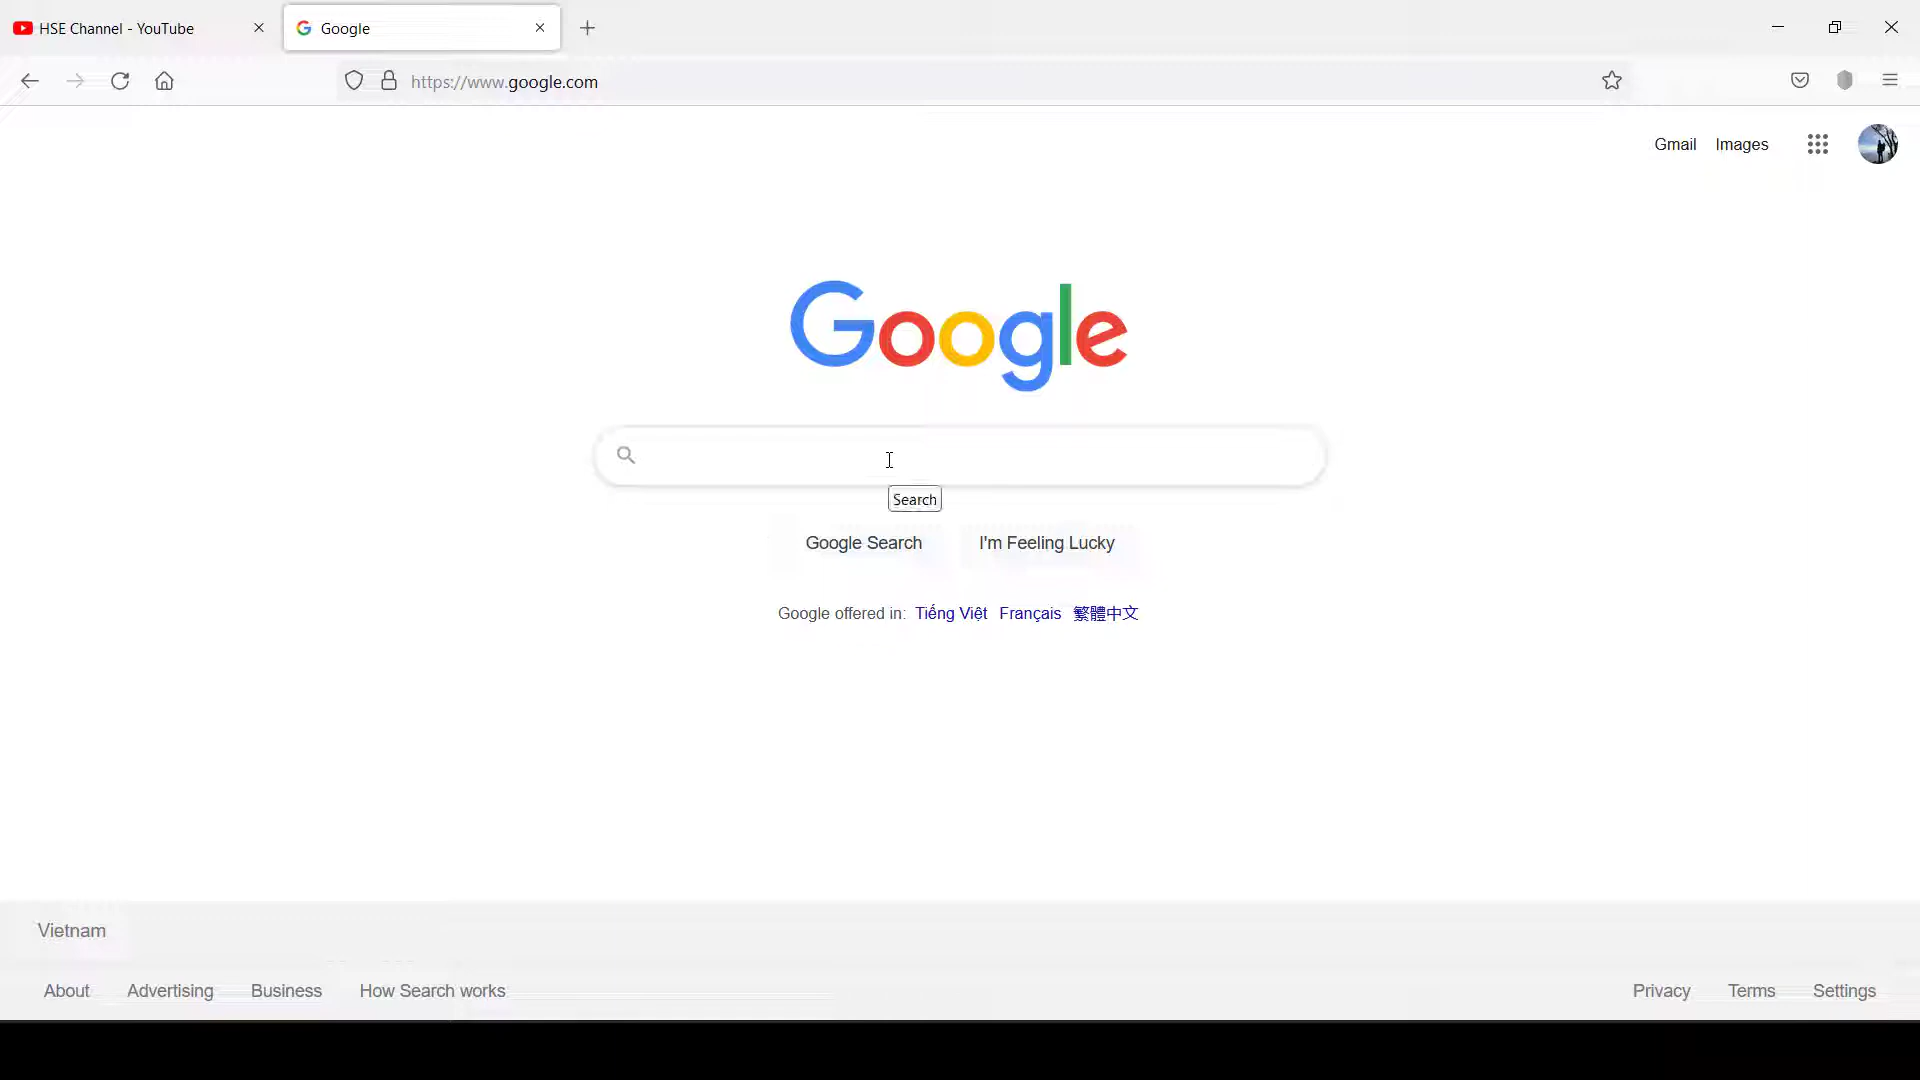 HSE Channel - YouTube
Google
https://www.google.com
Gmail Images
Google
Search
Google Search I'm Feeling Lucky
Google offered in: Tiếng Việt Français 繁體中文
Vietnam
About Advertising Business How Search works
Privacy Terms Settings